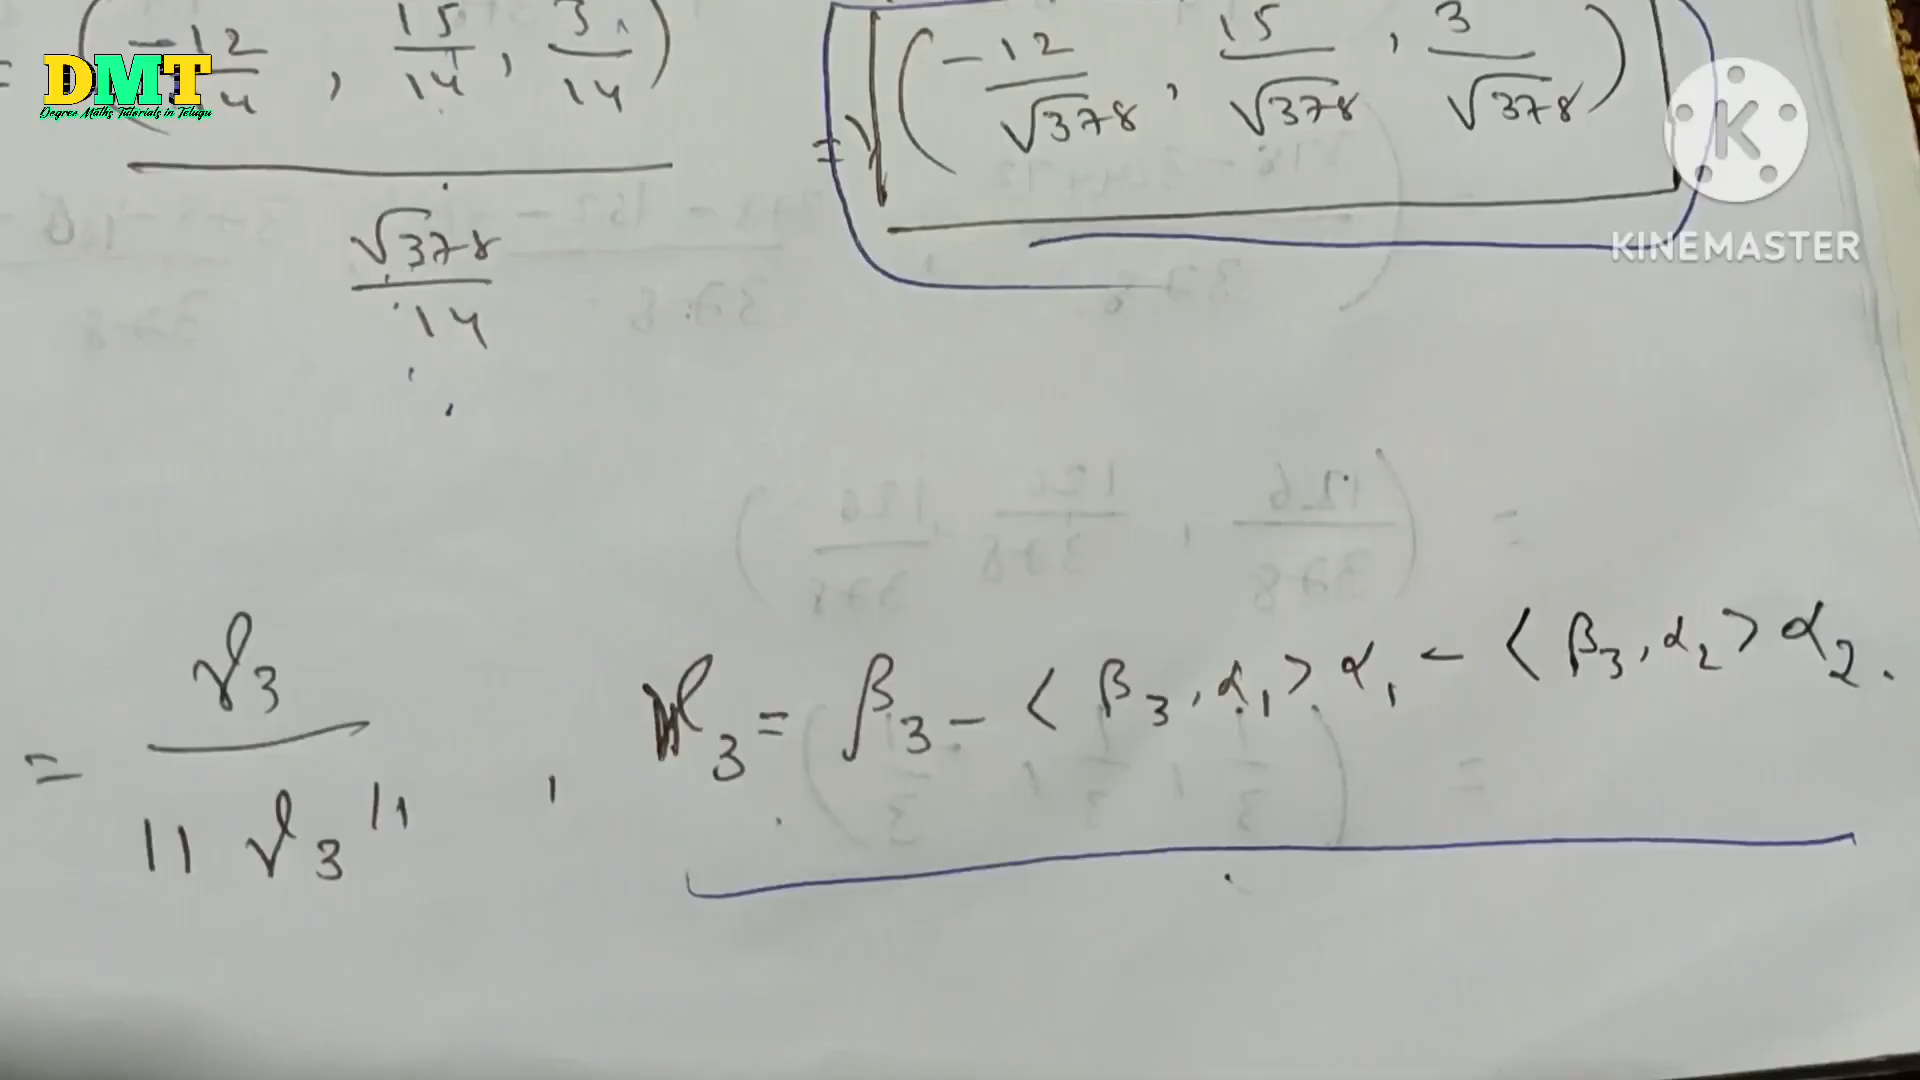 = (-12/14, 15/14, 3/14) / (√378/14)
= (-12/√378, 15/√378, 3/√378)
DMT
Degree Maths Tutorials in Telugu
K
KINEMASTER
= γ3 / ||γ3|| , γ3 = β3 - <β3, α1> α1 - <β3, α2> α2.